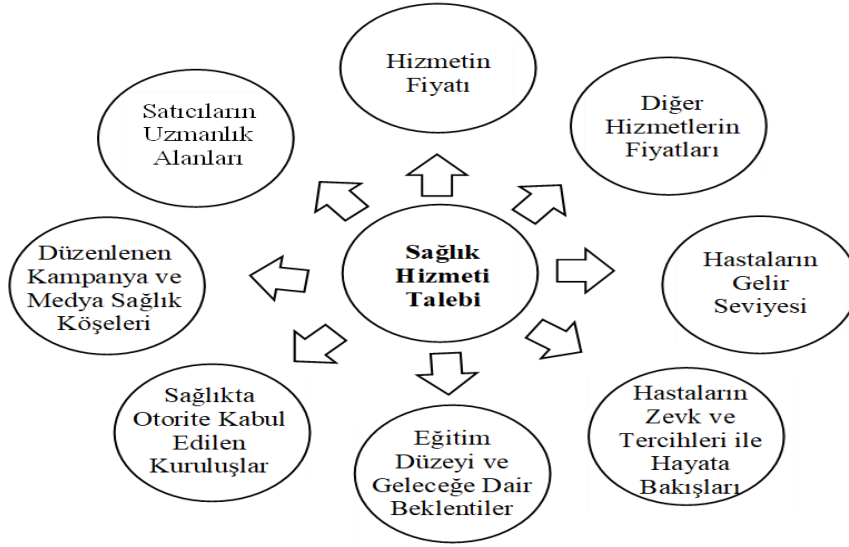 Hizmetin
Fiyatı
Diğer
Hizmetlerin
Fiyatları
Hastaların
Gelir
Seviyesi
Hastaların
Zevk ve
Tercihleri ile
Hayata
Bakışları
Eğitim
Düzeyi ve
Geleceğe Dair
Beklentiler
Sağlıkta
Otorite Kabul
Edilen
Kuruluşlar
Düzenlenen
Kampanya ve
Medya Sağlık
Köşeleri
Satıcıların
Uzmanlık
Alanları
Sağlık
Hizmeti
Talebi